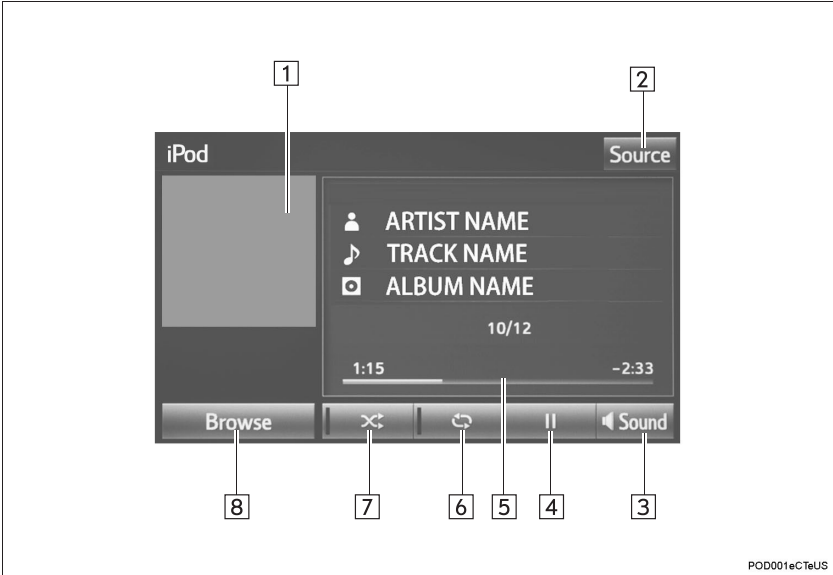 1
2
iPod
Source
ARTIST NAME
TRACK NAME
ALBUM NAME
10/12
1:15
-2:33
Browse
Sound
8
7
6
5
4
3
POD001eCTeUS